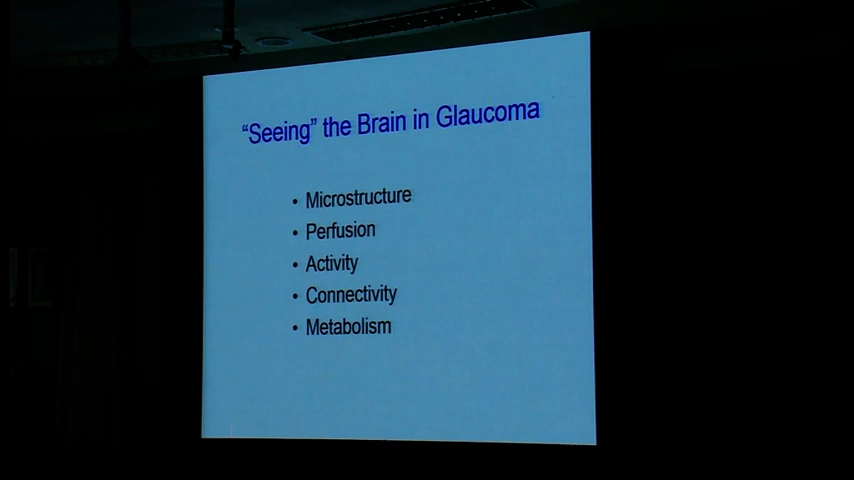 “Seeing” the Brain in Glaucoma
• Microstructure
• Perfusion
• Activity
• Connectivity
• Metabolism